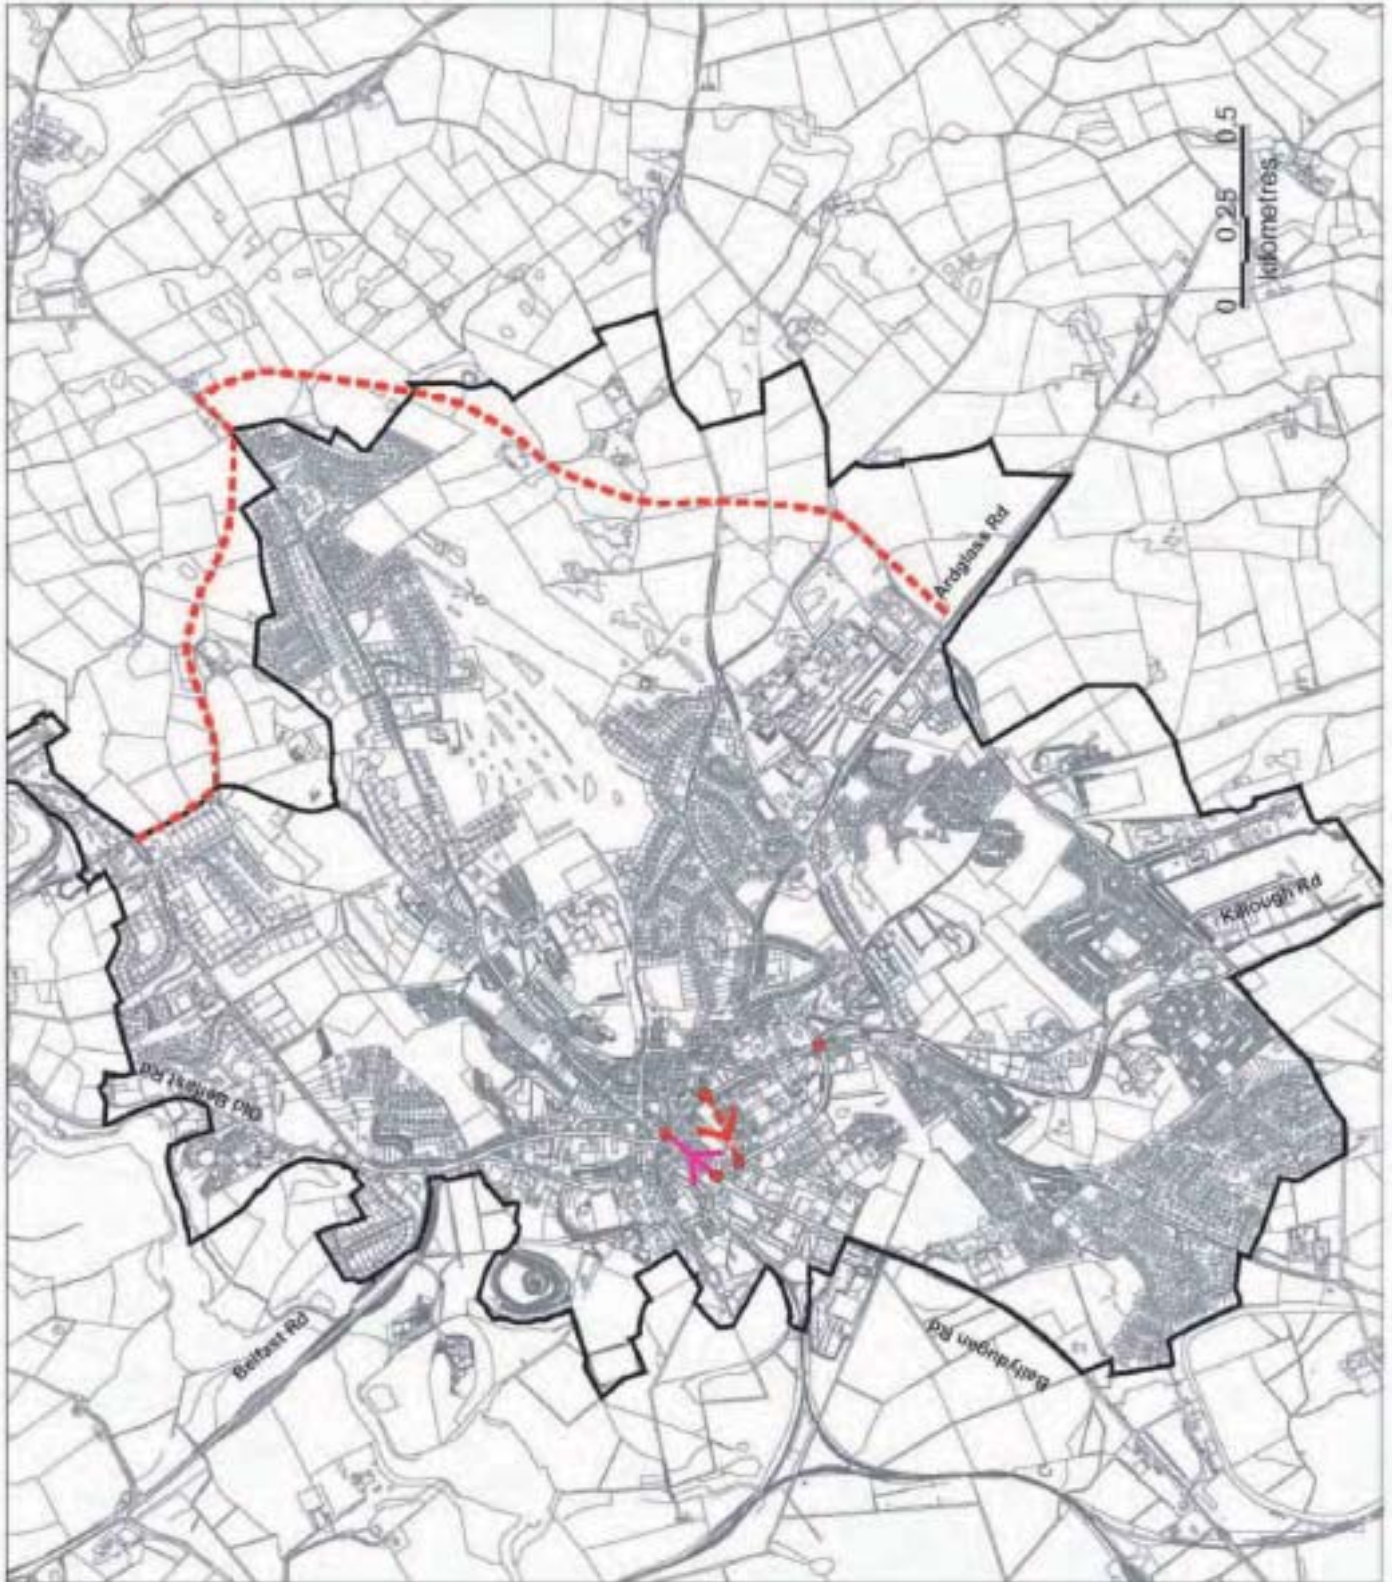 0 0.25 0.5
kilometres
Ardglass Rd
Killough Rd
Old Belfast Rd
Belfast Rd
Ballydugan Rd